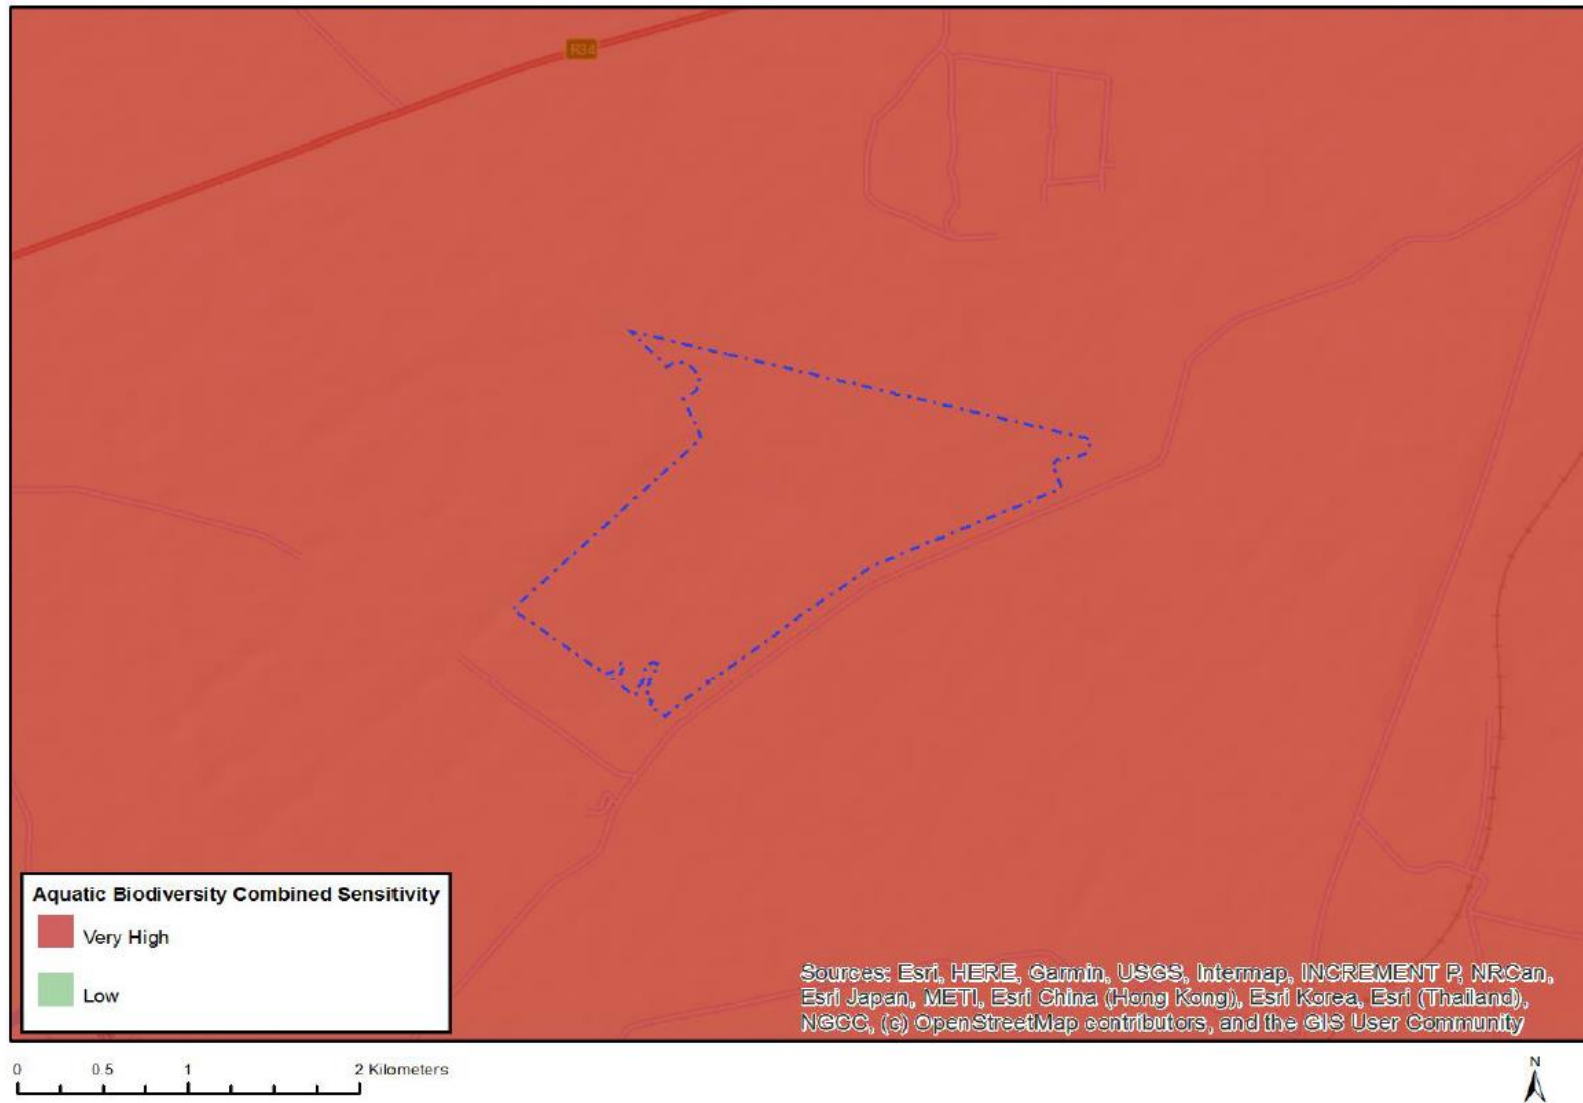 R34
Aquatic Biodiversity Combined Sensitivity
Very High
Low
Sources: Esri, HERE, Garmin, USGS, Intermap, INCREMENT P, NRCan,
Esri Japan, METI, Esri China (Hong Kong), Esri Korea, Esri (Thailand),
NGCC, (c) OpenStreetMap contributors, and the GIS User Community
0 0.5 1 2 Kilometers
N